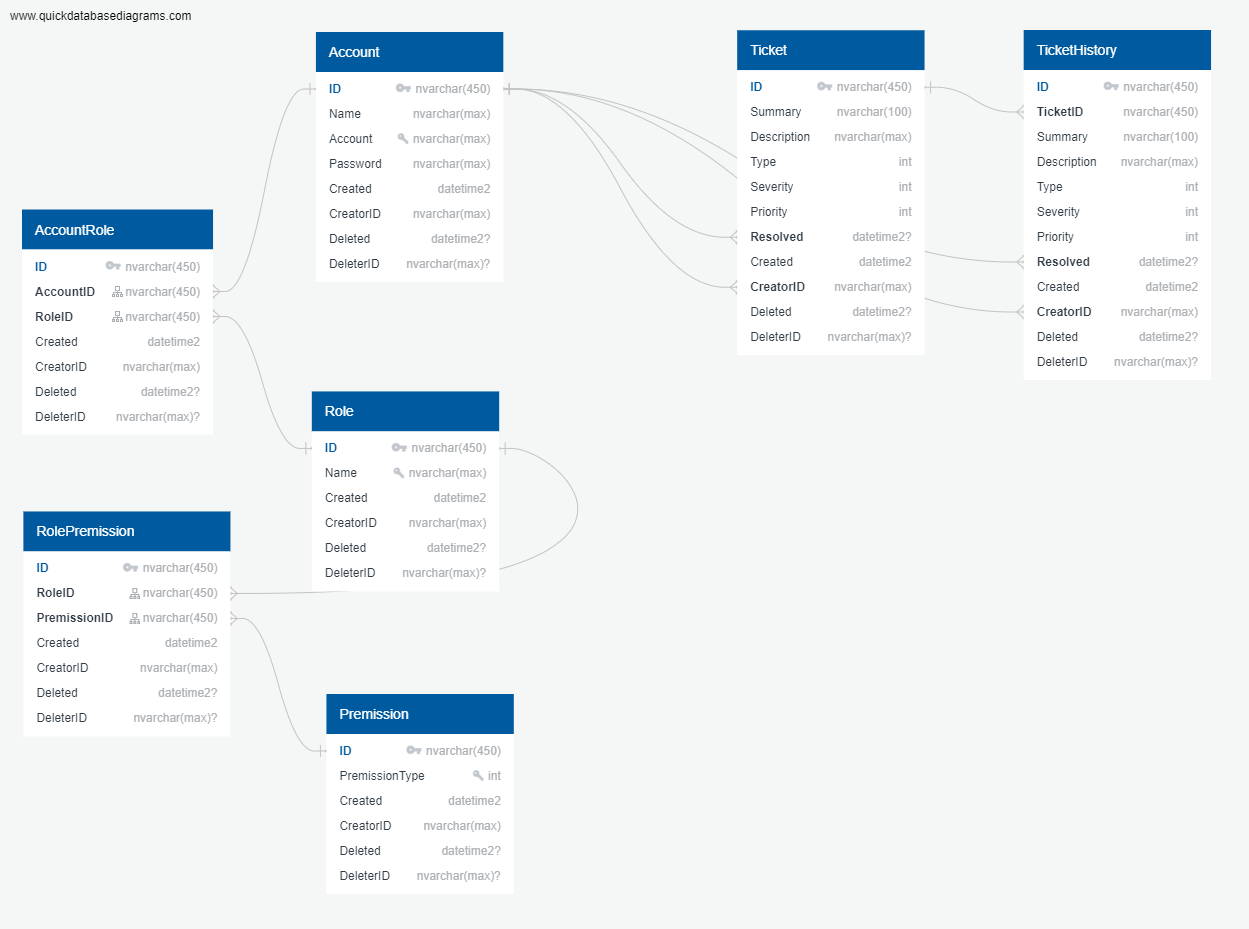 www.quickdatabasediagrams.com
Account
ID nvarchar(450)
Name nvarchar(max)
Account nvarchar(max)
Password nvarchar(max)
Created datetime2
CreatorID nvarchar(max)
Deleted datetime2?
DeleterID nvarchar(max)?
Ticket
ID nvarchar(450)
Summary nvarchar(100)
Description nvarchar(max)
Type int
Severity int
Priority int
Resolved datetime2?
Created datetime2
CreatorID nvarchar(max)
Deleted datetime2?
DeleterID nvarchar(max)?
TicketHistory
ID nvarchar(450)
TicketID nvarchar(450)
Summary nvarchar(100)
Description nvarchar(max)
Type int
Severity int
Priority int
Resolved datetime2?
Created datetime2
CreatorID nvarchar(max)
Deleted datetime2?
DeleterID nvarchar(max)?
AccountRole
ID nvarchar(450)
AccountID nvarchar(450)
RoleID nvarchar(450)
Created datetime2
CreatorID nvarchar(max)
Deleted datetime2?
DeleterID nvarchar(max)?
Role
ID nvarchar(450)
Name nvarchar(max)
Created datetime2
CreatorID nvarchar(max)
Deleted datetime2?
DeleterID nvarchar(max)?
RolePremission
ID nvarchar(450)
RoleID nvarchar(450)
PremissionID nvarchar(450)
Created datetime2
CreatorID nvarchar(max)
Deleted datetime2?
DeleterID nvarchar(max)?
Premission
ID nvarchar(450)
PremissionType int
Created datetime2
CreatorID nvarchar(max)
Deleted datetime2?
DeleterID nvarchar(max)?